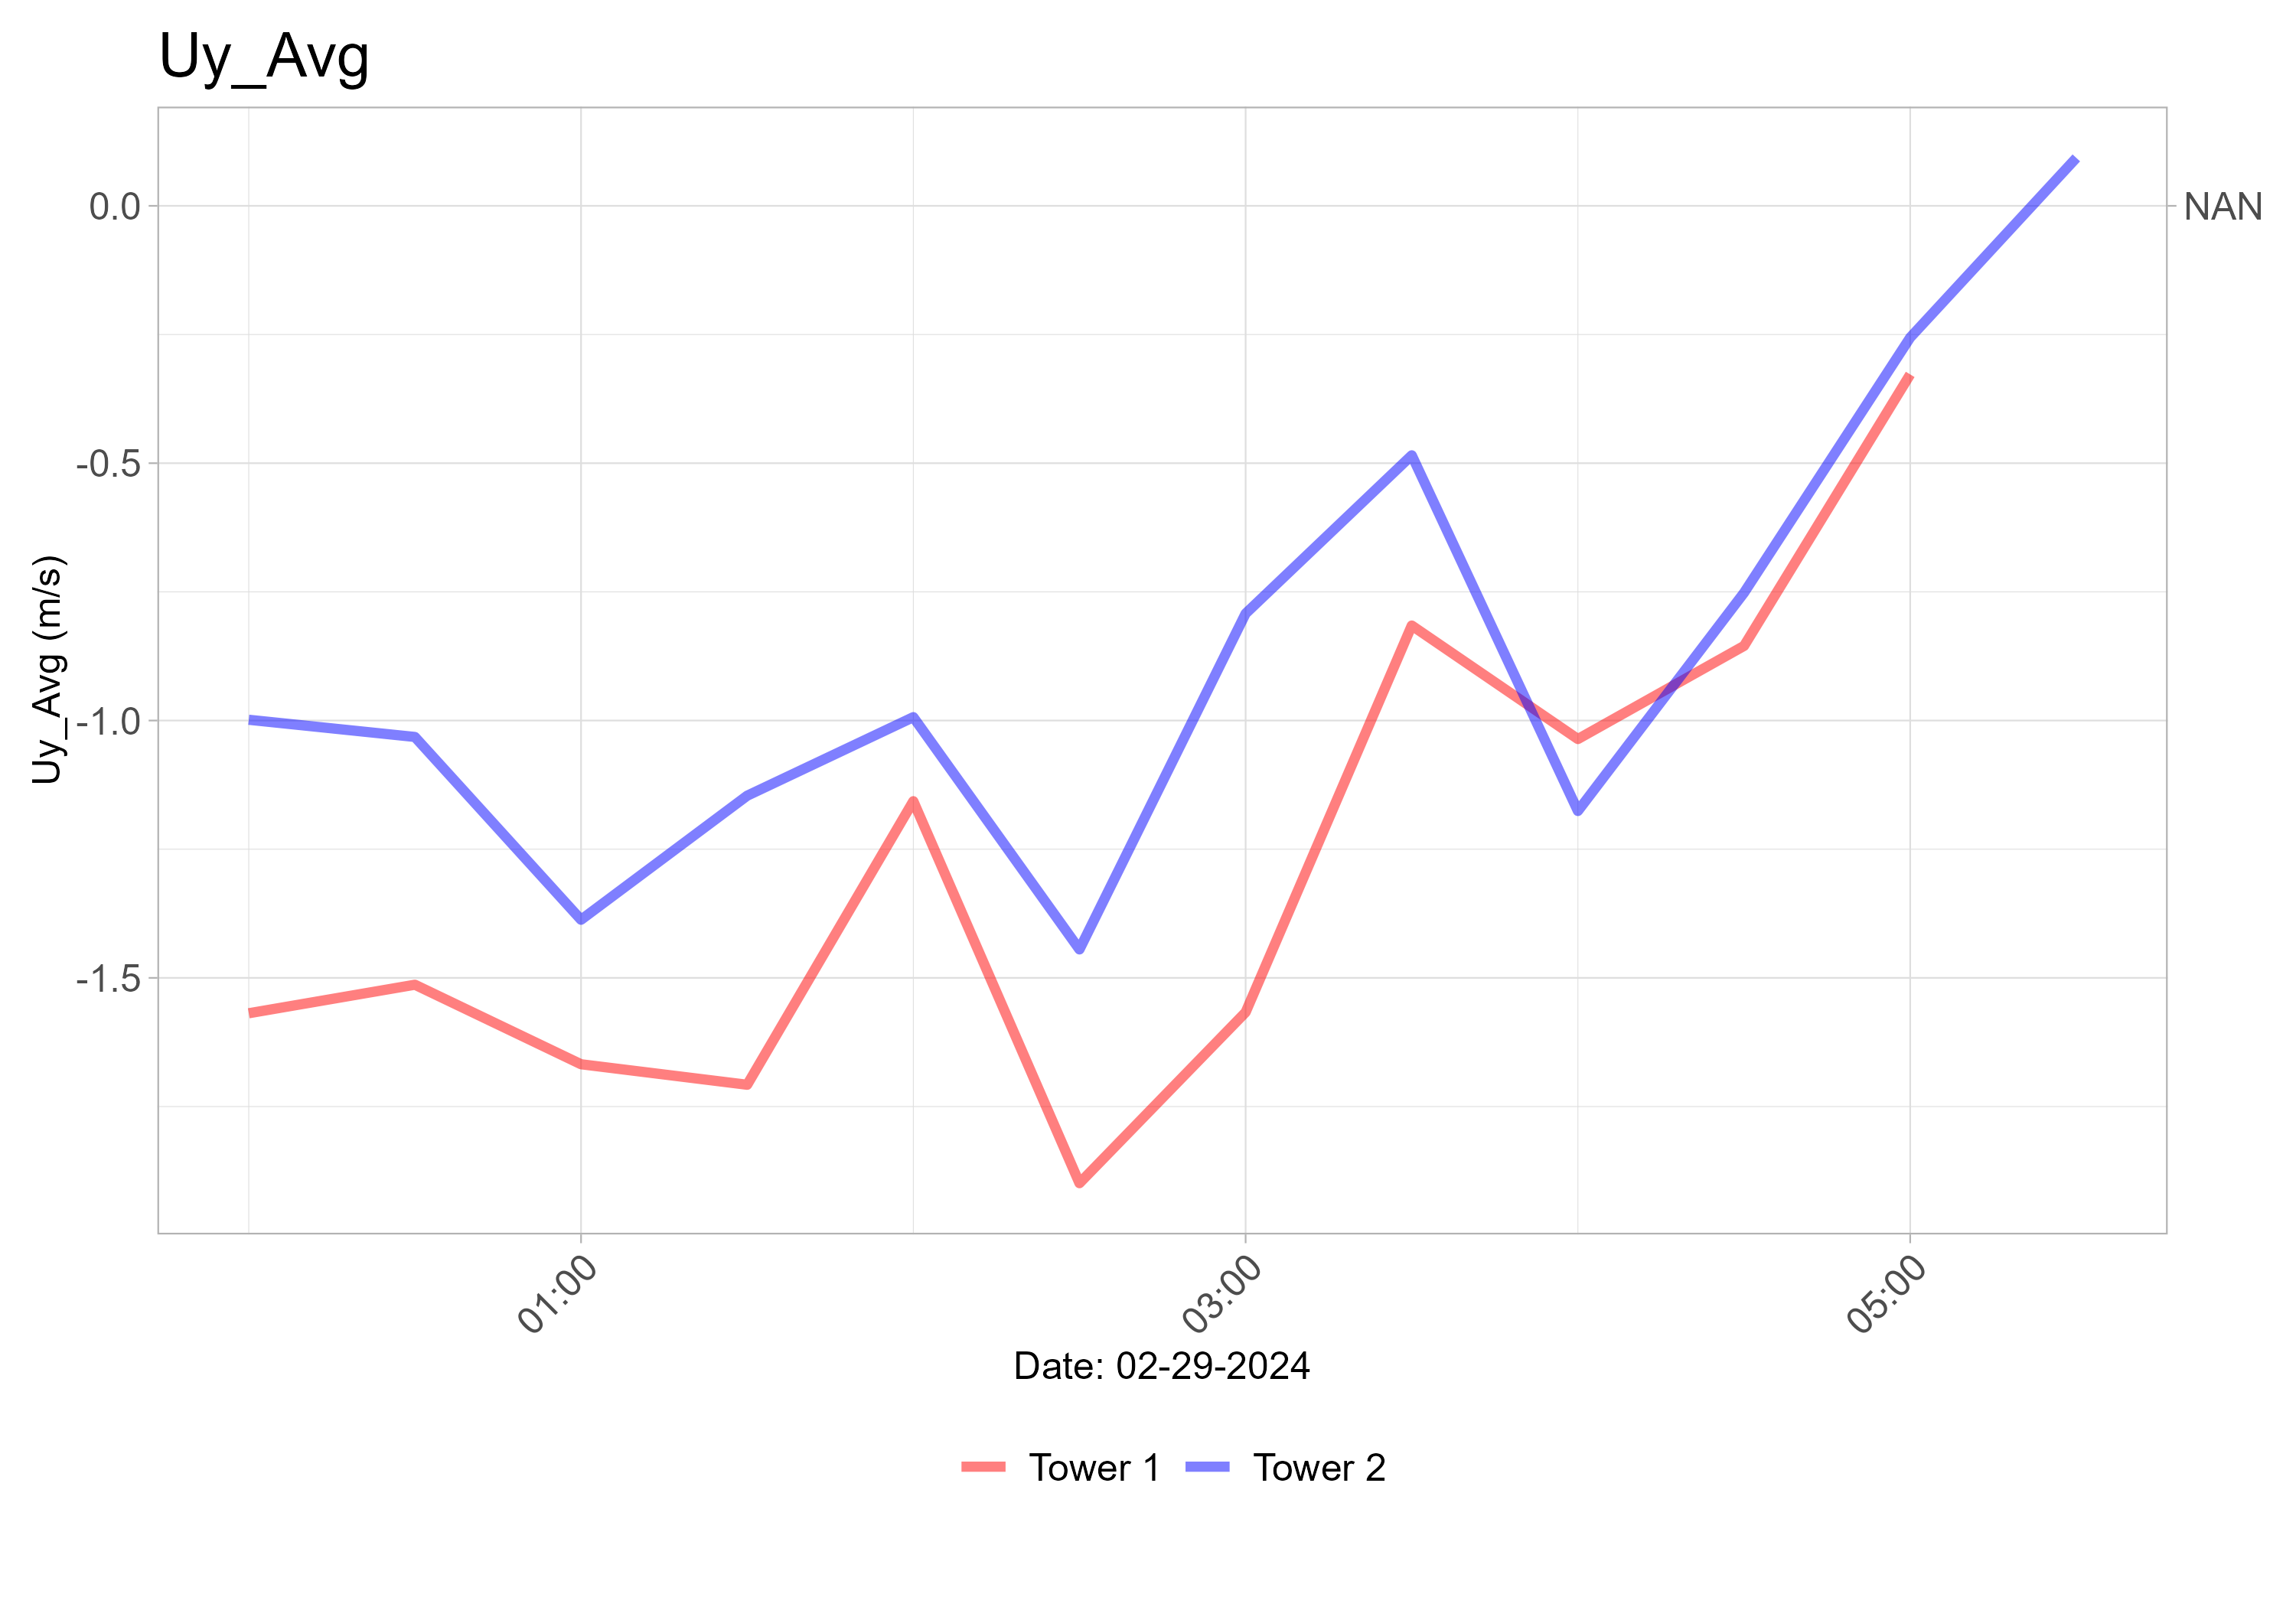 Uy_Avg
0.0
NAN
-0.5
-1.0
-1.5
Uy_Avg (m/s)
01:00
03:00
05:00
Date: 02-29-2024
Tower 1
Tower 2